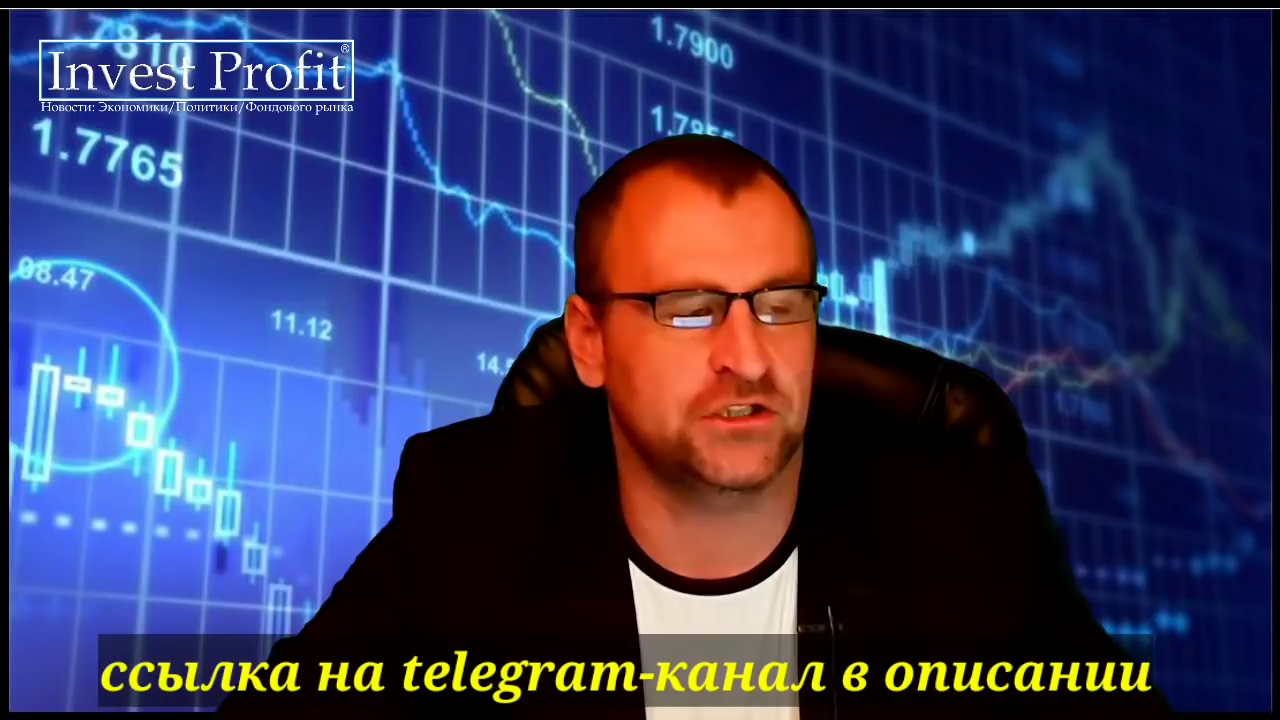 Invest Profit®
Новости: Экономики/Политики/Фондового рынка
1.7900
1.7765
08.47
11.12
ссылка на telegram-канал в описании